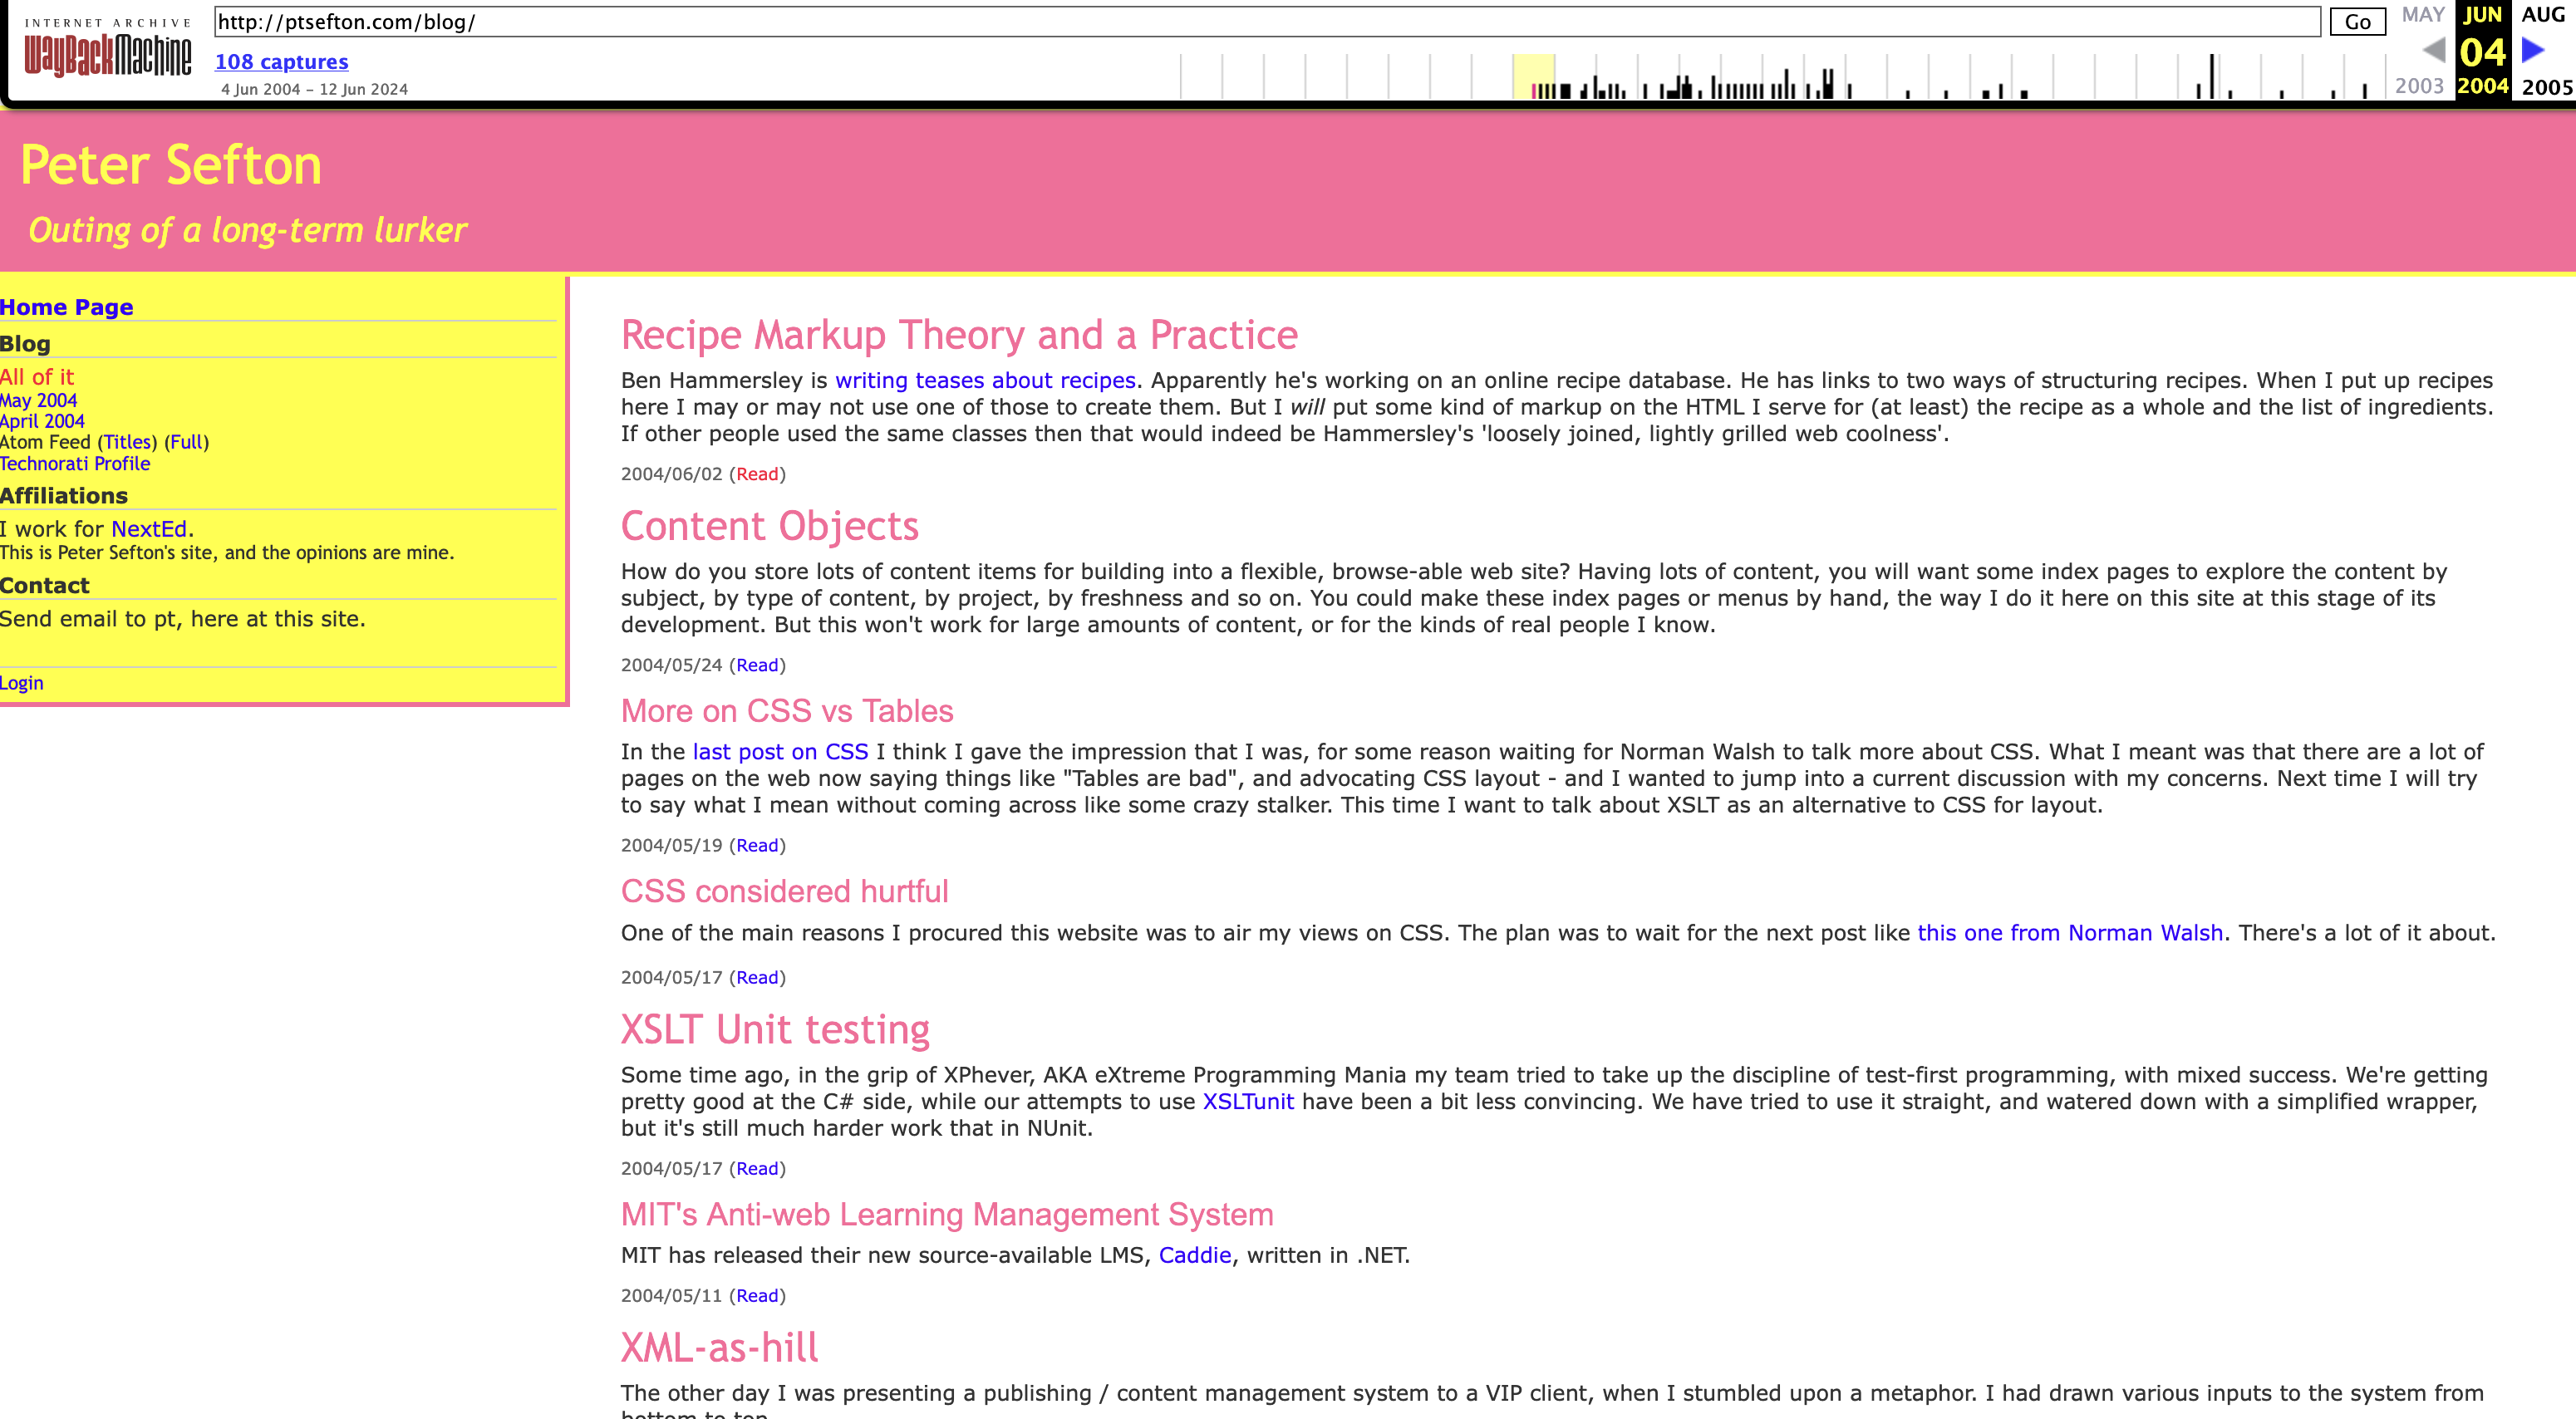 INTERNET ARCHIVE
WayBackMachine
http://ptsefton.com/blog/
Go
108 captures
4 Jun 2004 – 12 Jun 2024
MAY JUN AUG
04
2003 2004 2005
Peter Sefton
Outing of a long-term lurker
Home Page
Blog
All of it
May 2004
April 2004
Atom Feed (Titles) (Full)
Technorati Profile
Affiliations
I work for NextEd.
This is Peter Sefton's site, and the opinions are mine.
Contact
Send email to pt, here at this site.
Login
Recipe Markup Theory and a Practice
Ben Hammersley is writing teases about recipes. Apparently he's working on an online recipe database. He has links to two ways of structuring recipes. When I put up recipes
here I may or may not use one of those to create them. But I will put some kind of markup on the HTML I serve for (at least) the recipe as a whole and the list of ingredients.
If other people used the same classes then that would indeed be Hammersley's 'loosely joined, lightly grilled web coolness'.
2004/06/02 (Read)
Content Objects
How do you store lots of content items for building into a flexible, browse-able web site? Having lots of content, you will want some index pages to explore the content by
subject, by type of content, by project, by freshness and so on. You could make these index pages or menus by hand, the way I do it here on this site at this stage of its
development. But this won't work for large amounts of content, or for the kinds of real people I know.
2004/05/24 (Read)
More on CSS vs Tables
In the last post on CSS I think I gave the impression that I was, for some reason waiting for Norman Walsh to talk more about CSS. What I meant was that there are a lot of
pages on the web now saying things like "Tables are bad", and advocating CSS layout - and I wanted to jump into a current discussion with my concerns. Next time I will try
to say what I mean without coming across like some crazy stalker. This time I want to talk about XSLT as an alternative to CSS for layout.
2004/05/19 (Read)
CSS considered hurtful
One of the main reasons I procured this website was to air my views on CSS. The plan was to wait for the next post like this one from Norman Walsh. There's a lot of it about.
2004/05/17 (Read)
XSLT Unit testing
Some time ago, in the grip of XPhever, AKA eXtreme Programming Mania my team tried to take up the discipline of test-first programming, with mixed success. We're getting
pretty good at the C# side, while our attempts to use XSLTunit have been a bit less convincing. We have tried to use it straight, and watered down with a simplified wrapper,
but it's still much harder work that in NUnit.
2004/05/17 (Read)
MIT's Anti-web Learning Management System
MIT has released their new source-available LMS, Caddie, written in .NET.
2004/05/11 (Read)
XML-as-hill
The other day I was presenting a publishing / content management system to a VIP client, when I stumbled upon a metaphor. I had drawn various inputs to the system from
bottom to top